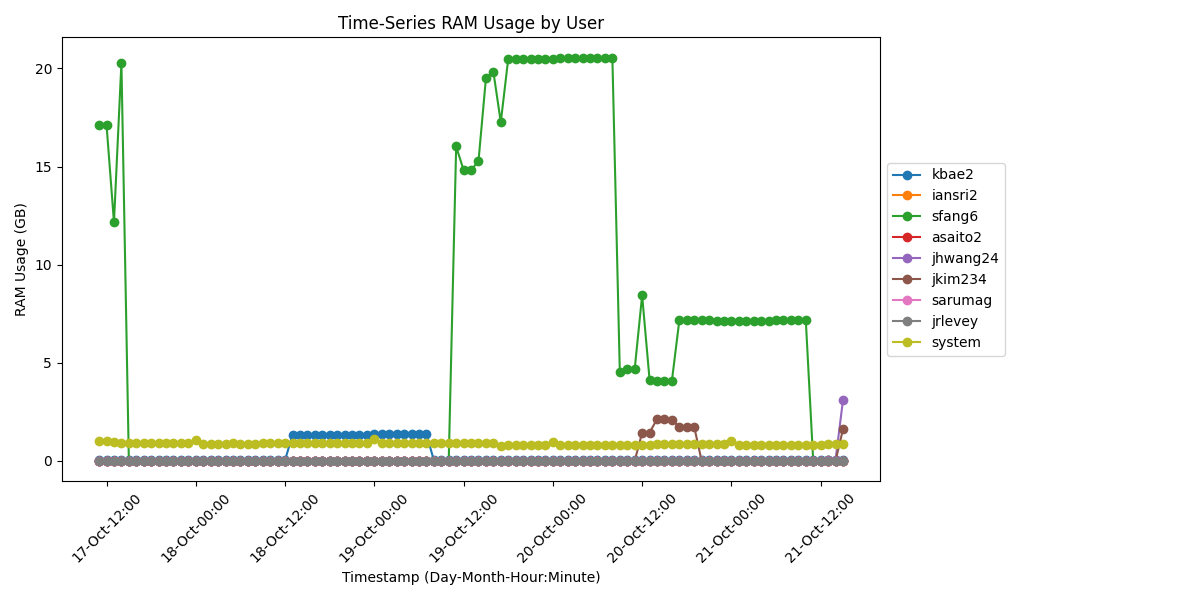 Time-Series RAM Usage by User
RAM Usage (GB)
20
15
10
5
0
17-Oct-12:00
18-Oct-00:00
18-Oct-12:00
19-Oct-00:00
19-Oct-12:00
20-Oct-00:00
20-Oct-12:00
21-Oct-00:00
21-Oct-12:00
Timestamp (Day-Month-Hour:Minute)
kbae2
iansri2
sfang6
asaito2
jhwang24
jkim234
sarumag
jrlevey
system